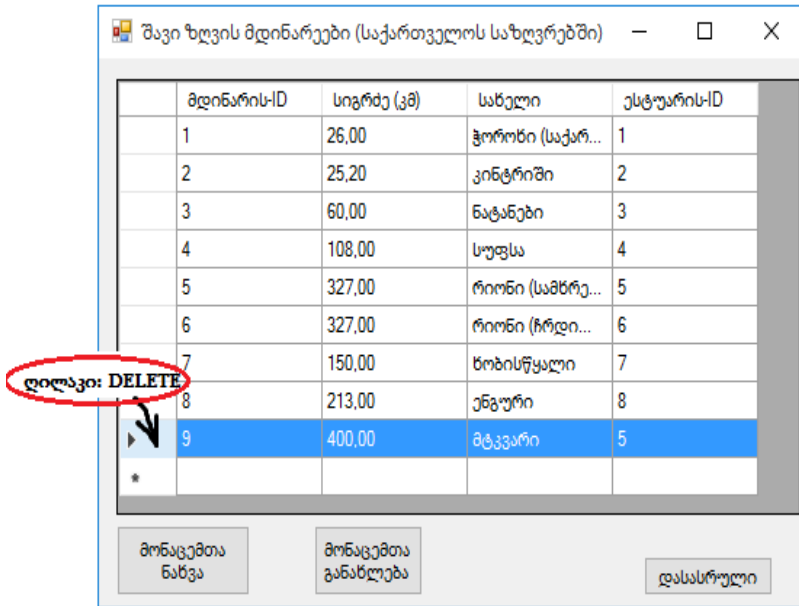 შავი ზღვის მდინარეები (საქართველოს საზღვრებში)
მდინარის-ID სიგრძე (კმ) სახელი ესტუარის-ID
1 26,00 ჭოროხი (საქარ... 1
2 25,20 კინტრიში 2
3 60,00 ნატანები 3
4 108,00 სუფსა 4
5 327,00 რიონი (სამხრე... 5
6 327,00 რიონი (ჩრდი... 6
7 150,00 ხობისწყალი 7
ღილაკი: DELETE
8 213,00 ენგური 8
9 400,00 მტკვარი 5
*
მონაცემთა ნახვა
მონაცემთა განახლება
დასასრული